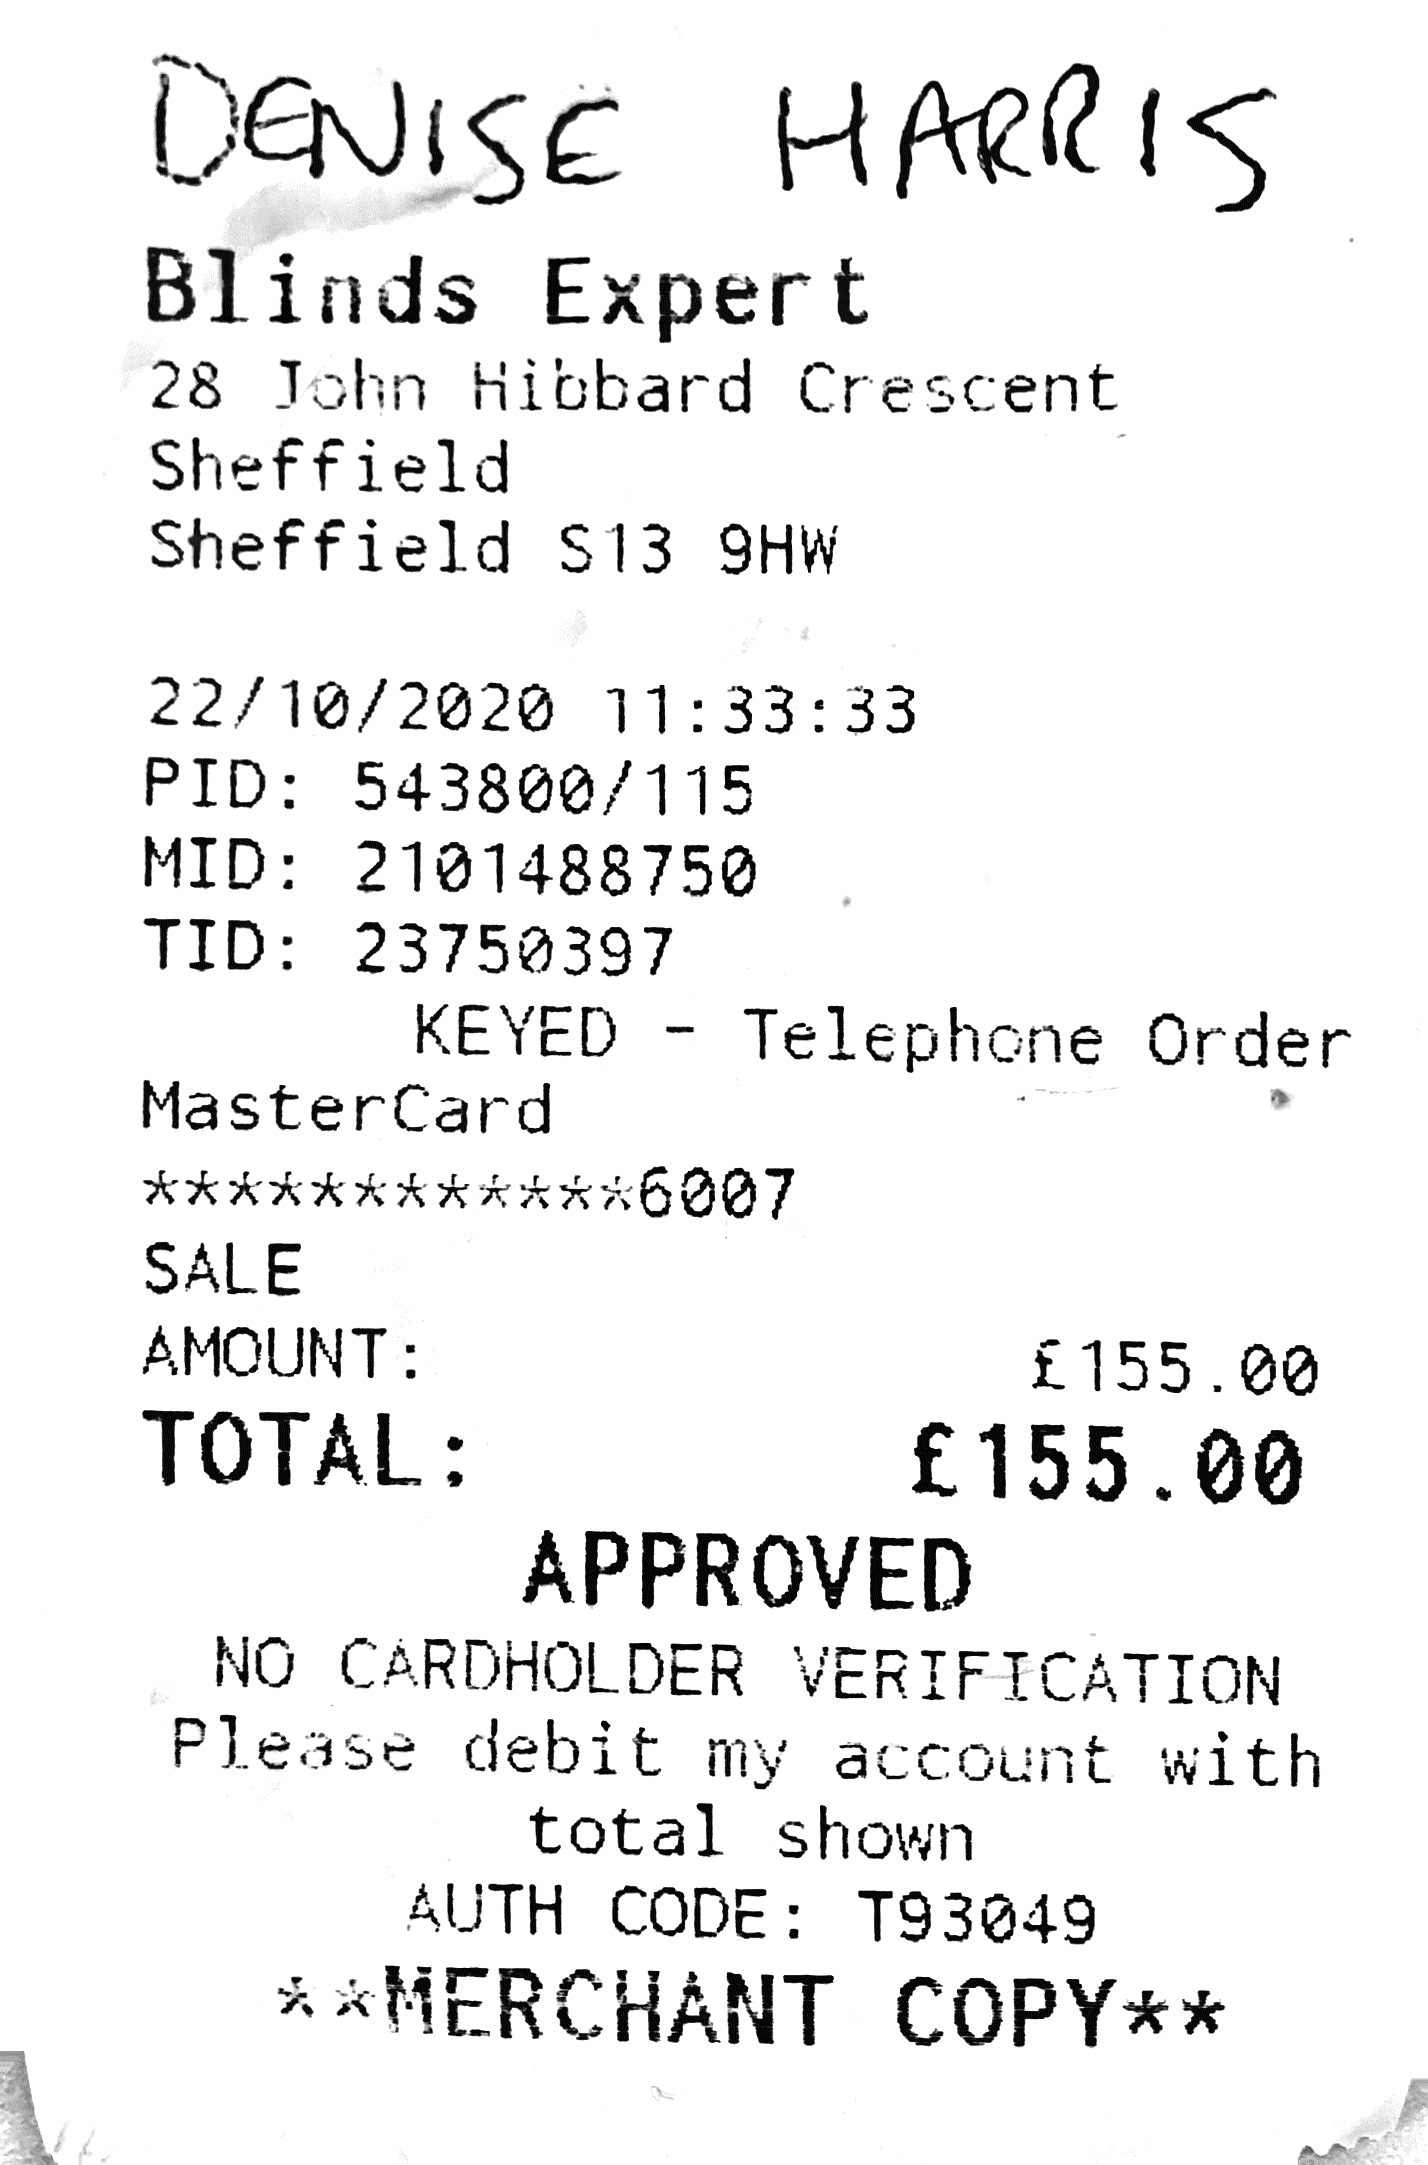 DENISE HARRIS
Blinds Expert
28 John Hibbard Crescent
Sheffield
Sheffield S13 9HW
22/10/2020 11:33:33
PID: 543800/115
MID: 2101488750
TID: 23750397
KEYED - Telephone Order
MasterCard
************6007
SALE
AMOUNT: £155.00
TOTAL: £155.00
APPROVED
NO CARDHOLDER VERIFICATION
Please debit my account with
total shown
AUTH CODE: T93049
**MERCHANT COPY**